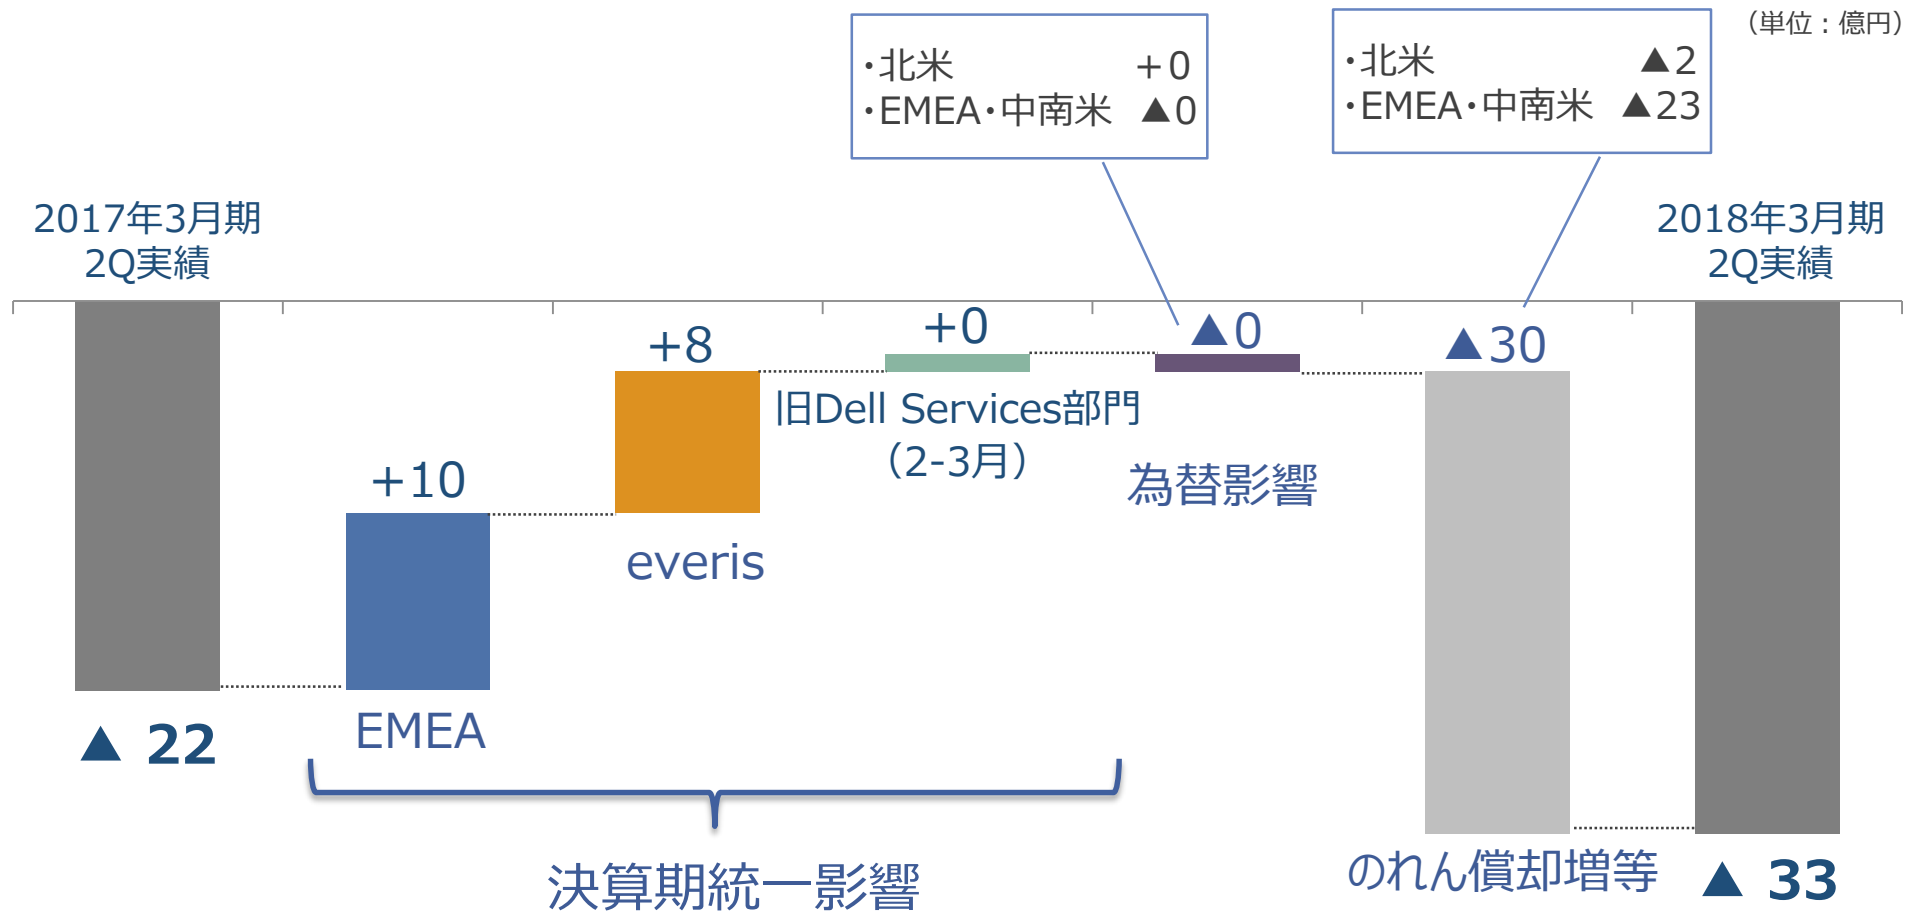 （単位：億円）
・北米 +0
・EMEA・中南米 ▲0
・北米 ▲2
・EMEA・中南米 ▲23
2017年3月期
2Q実績
2018年3月期
2Q実績
+10
+8
+0
▲0
▲30
EMEA
everis
旧Dell Services部門
（2-3月）
為替影響
のれん償却増等
▲ 22
▲ 33
決算期統一影響